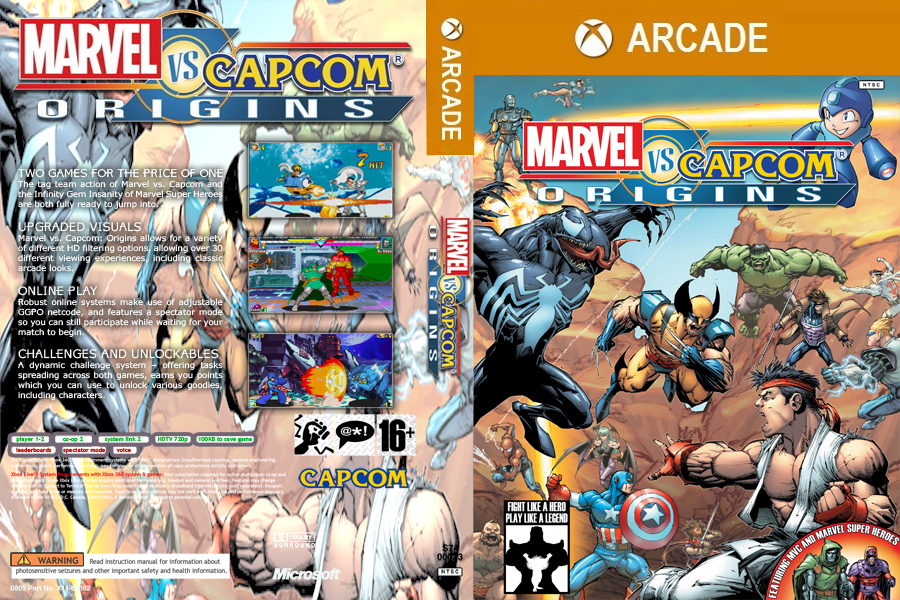 MARVEL
VS
CAPCOM®
ORIGINS
TWO GAMES FOR THE PRICE OF ONE
The tag team action of Marvel vs. Capcom and
the Infinity Gem Insanity of Marvel Super Heroes
are both fully ready to jump into.
UPGRADED VISUALS
Marvel vs. Capcom: Origins allows for a variety
of different HD filtering options, allowing over 30
different viewing experiences, including classic
arcade looks.
ONLINE PLAY
Robust online systems make use of adjustable
GGPO netcode, and features a spectator mode
so you can still participate while waiting for your
match to begin.
CHALLENGES AND UNLOCKABLES
A dynamic challenge system – offering tasks
spreading across both games, earns you points
which you can use to unlock various goodies,
including characters.
2 HIT
player 1-2
co-op 2
system link 2
HDTV 720p
100KB to save game
leaderboards
spectator mode
voice
@*!
16+
CAPCOM
DOLBY
SURROUND
Microsoft
WARNING
Read instruction manual for information about
photosensitive seizures and other important safety and health information.
NTSC
ARCADE
MARVEL
VS
CAPCOM
ORIGINS
ARCADE
NTSC
MARVEL
VS
CAPCOM®
ORIGINS
FIGHT LIKE A HERO
PLAY LIKE A LEGEND
FEATURING MVC AND MARVEL SUPER HEROES